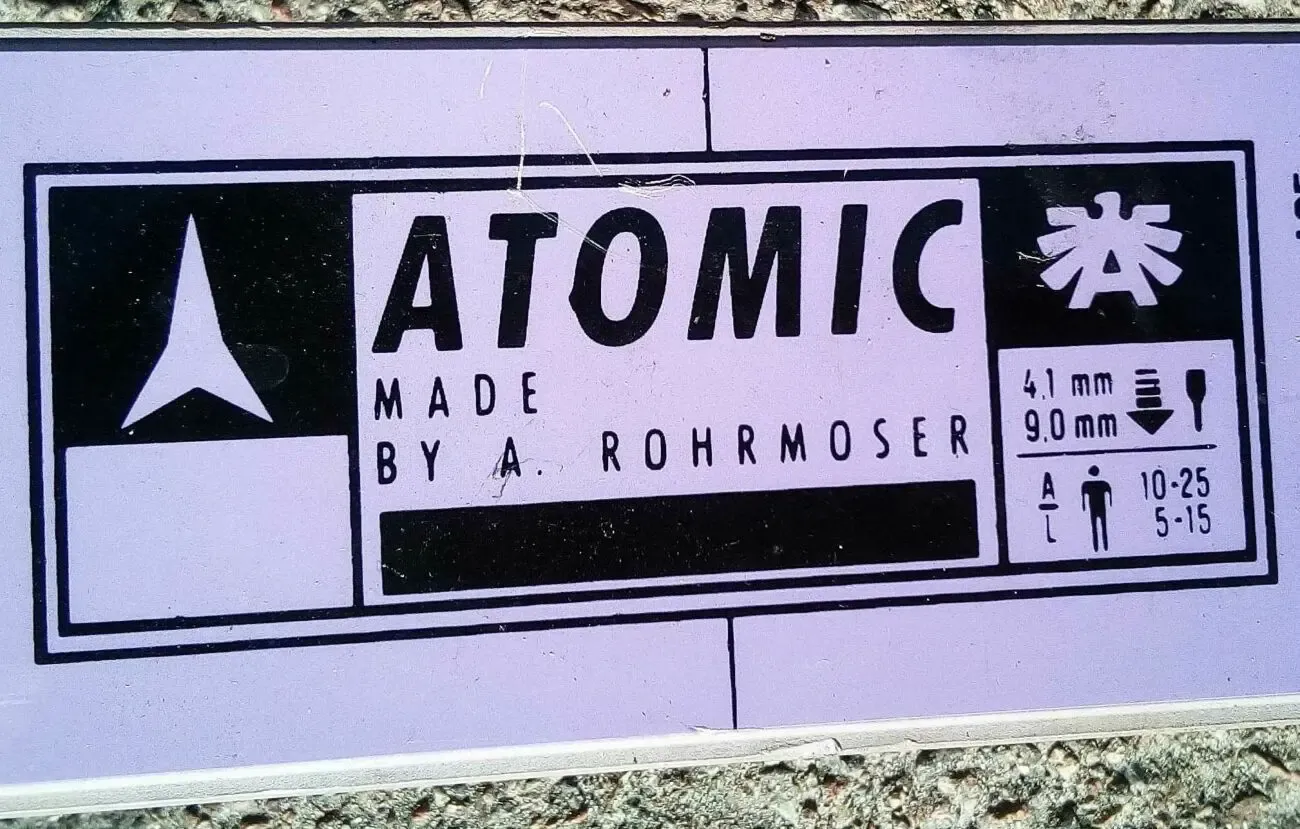 ATOMIC
MADE
BY A. ROHRMOSER
A
4.1 mm
9.0 mm
A
L
10-25
5-15